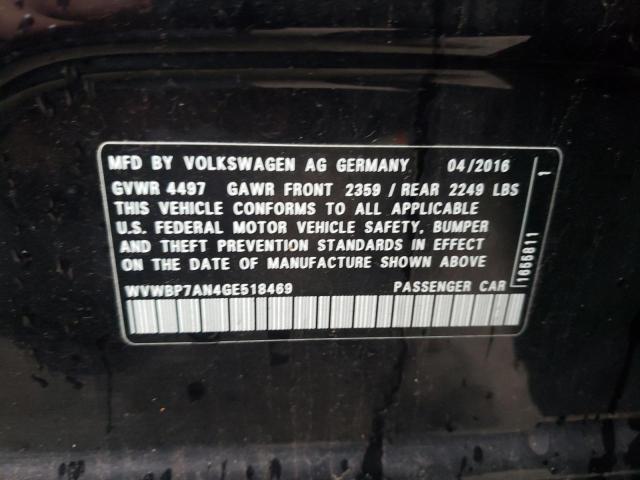 MFD BY VOLKSWAGEN AG GERMANY 04/2016
GVWR 4497 GAWR FRONT 2359 / REAR 2249 LBS
THIS VEHICLE CONFORMS TO ALL APPLICABLE
U.S. FEDERAL MOTOR VEHICLE SAFETY, BUMPER
AND THEFT PREVENTION STANDARDS IN EFFECT
ON THE DATE OF MANUFACTURE SHOWN ABOVE
WVWBP7AN4GE518469 PASSENGER CAR
1666811 1